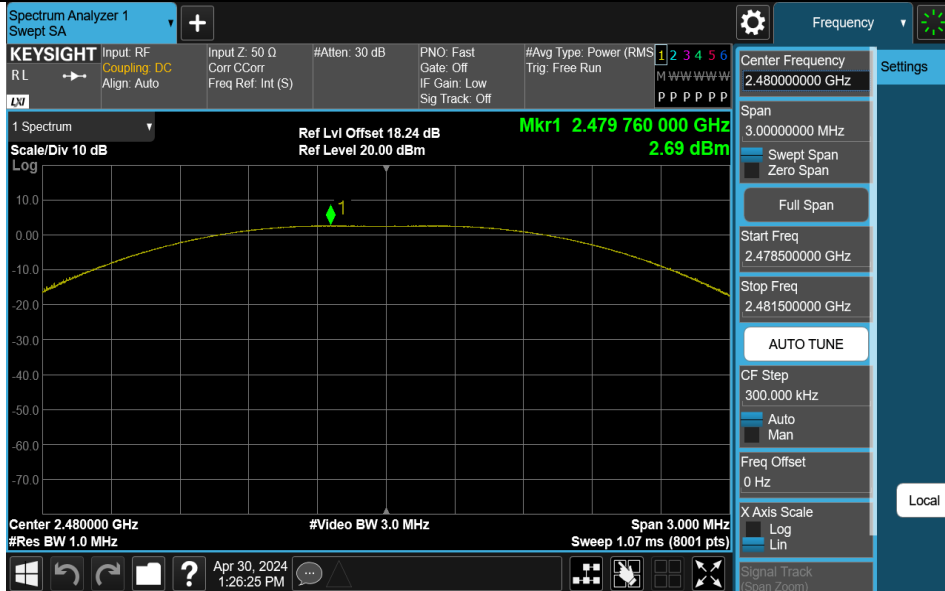 Spectrum Analyzer 1
Swept SA
+
Frequency
KEYSIGHT
R L
LXI
Input: RF
Coupling: DC
Align: Auto
Input Z: 50 Ω
Corr CCorr
Freq Ref: Int (S)
#Atten: 30 dB
PNO: Fast
Gate: Off
IF Gain: Low
Sig Track: Off
#Avg Type: Power (RMS
Trig: Free Run
1 2 3 4 5 6
M W W W W W
P P P P P P
1 Spectrum
Scale/Div 10 dB
Log
Ref Lvl Offset 18.24 dB
Ref Level 20.00 dBm
Mkr1 2.479 760 000 GHz
2.69 dBm
1
10.0
0.00
-10.0
-20.0
-30.0
-40.0
-50.0
-60.0
-70.0
Center 2.480000 GHz
#Video BW 3.0 MHz
Span 3.000 MHz
#Res BW 1.0 MHz
Sweep 1.07 ms (8001 pts)
?
Apr 30, 2024
1:26:25 PM
Center Frequency
2.480000000 GHz
Span
3.00000000 MHz
Swept Span
Zero Span
Full Span
Start Freq
2.478500000 GHz
Stop Freq
2.481500000 GHz
AUTO TUNE
CF Step
300.000 kHz
Auto
Man
Freq Offset
0 Hz
X Axis Scale
Log
Lin
Signal Track
(Span Zoom)
Settings
Local